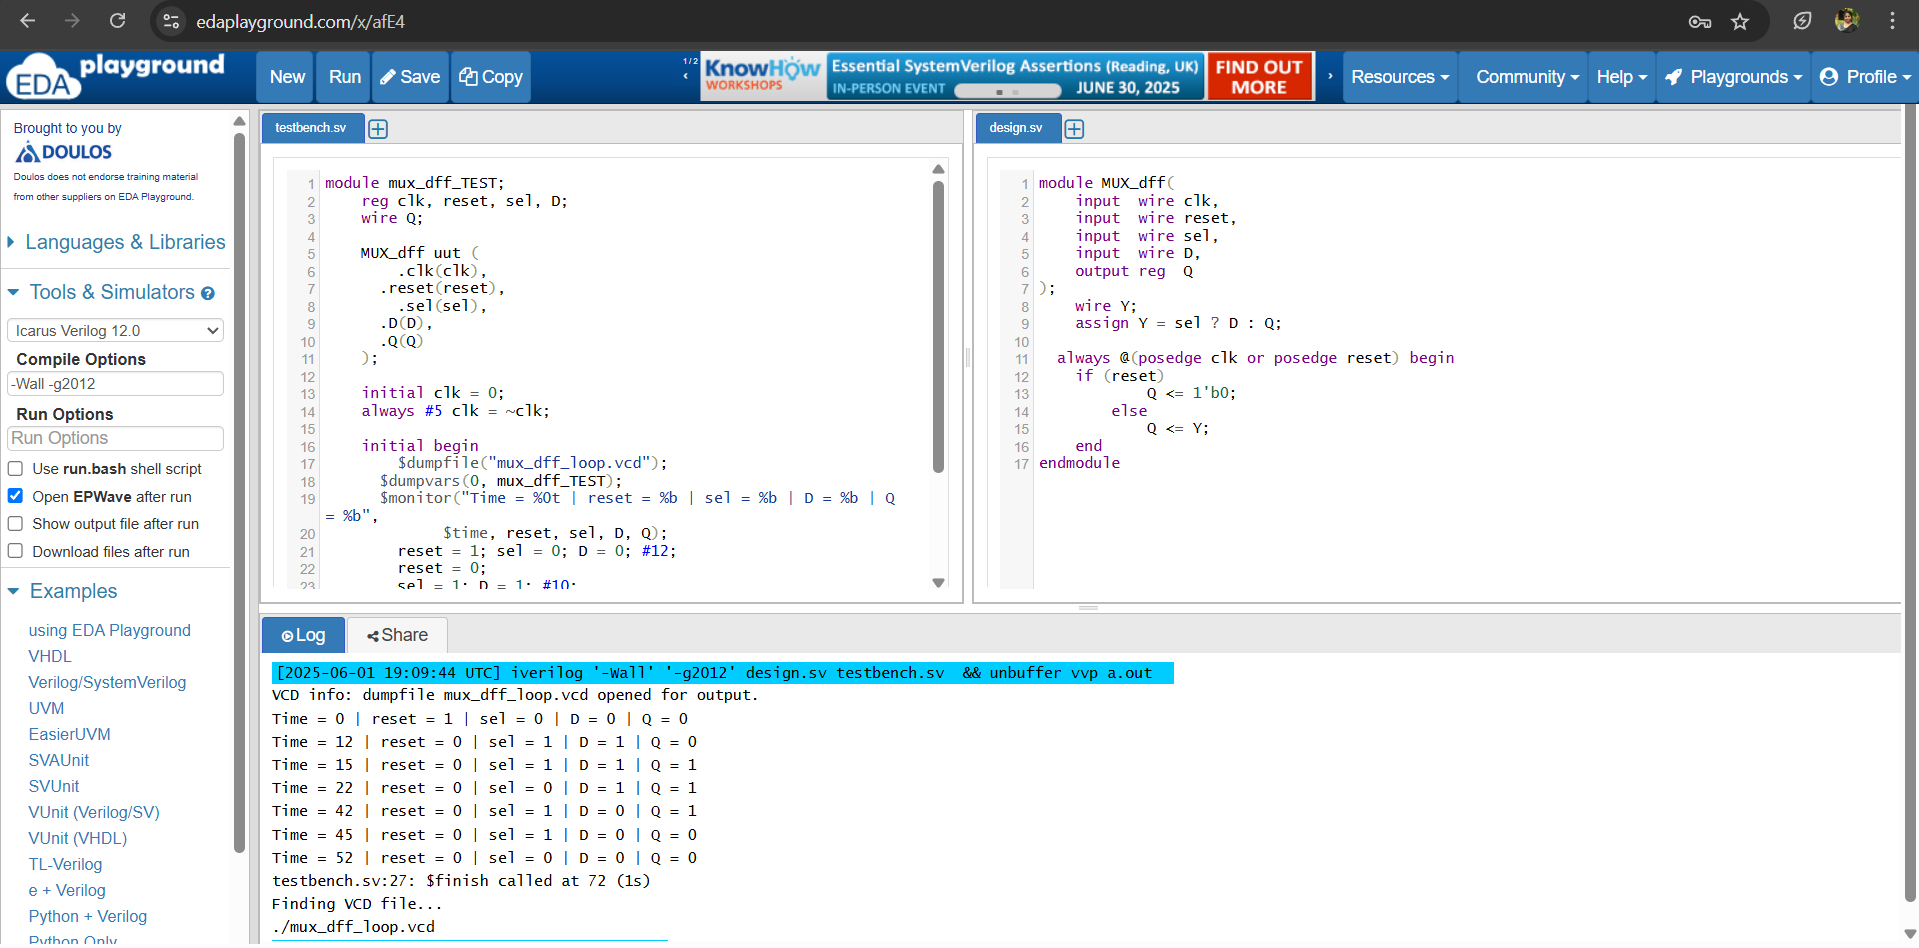 edaplayground.com/x/afE4
EDA playground
New
Run
Save
Copy
1/2
KnowHow WORKSHOPS
Essential SystemVerilog Assertions (Reading, UK)
IN-PERSON EVENT JUNE 30, 2025
FIND OUT MORE
Resources
Community
Help
Playgrounds
Profile
Brought to you by
DOULOS
Doulos does not endorse training material
from other suppliers on EDA Playground.
Languages & Libraries
Tools & Simulators
Icarus Verilog 12.0
Compile Options
-Wall -g2012
Run Options
Run Options
Use run.bash shell script
Open EPWave after run
Show output file after run
Download files after run
Examples
using EDA Playground
VHDL
Verilog/SystemVerilog
UVM
EasierUVM
SVAUnit
SVUnit
VUnit (Verilog/SV)
VUnit (VHDL)
TL-Verilog
e + Verilog
Python + Verilog
Python Only
testbench.sv
1 module mux_dff_TEST;
2 reg clk, reset, sel, D;
3 wire Q;
4
5 MUX_dff uut (
6 .clk(clk),
7 .reset(reset),
8 .sel(sel),
9 .D(D),
10 .Q(Q)
11 );
12
13 initial clk = 0;
14 always #5 clk = ~clk;
15
16 initial begin
17 $dumpfile("mux_dff_loop.vcd");
18 $dumpvars(0, mux_dff_TEST);
19 $monitor("Time = %0t | reset = %b | sel = %b | D = %b | Q
= %b",
20 $time, reset, sel, D, Q);
21 reset = 1; sel = 0; D = 0; #12;
22 reset = 0;
23 sel = 1; D = 1; #10;
design.sv
1 module MUX_dff(
2 input wire clk,
3 input wire reset,
4 input wire sel,
5 input wire D,
6 output reg Q
7 );
8 wire Y;
9 assign Y = sel ? D : Q;
10
11 always @(posedge clk or posedge reset) begin
12 if (reset)
13 Q <= 1'b0;
14 else
15 Q <= Y;
16 end
17 endmodule
Log
Share
[2025-06-01 19:09:44 UTC] iverilog '-Wall' '-g2012' design.sv testbench.sv && unbuffer vvp a.out
VCD info: dumpfile mux_dff_loop.vcd opened for output.
Time = 0 | reset = 1 | sel = 0 | D = 0 | Q = 0
Time = 12 | reset = 0 | sel = 1 | D = 1 | Q = 0
Time = 15 | reset = 0 | sel = 1 | D = 1 | Q = 1
Time = 22 | reset = 0 | sel = 0 | D = 1 | Q = 1
Time = 42 | reset = 0 | sel = 1 | D = 0 | Q = 1
Time = 45 | reset = 0 | sel = 1 | D = 0 | Q = 0
Time = 52 | reset = 0 | sel = 0 | D = 0 | Q = 0
testbench.sv:27: $finish called at 72 (1s)
Finding VCD file...
./mux_dff_loop.vcd